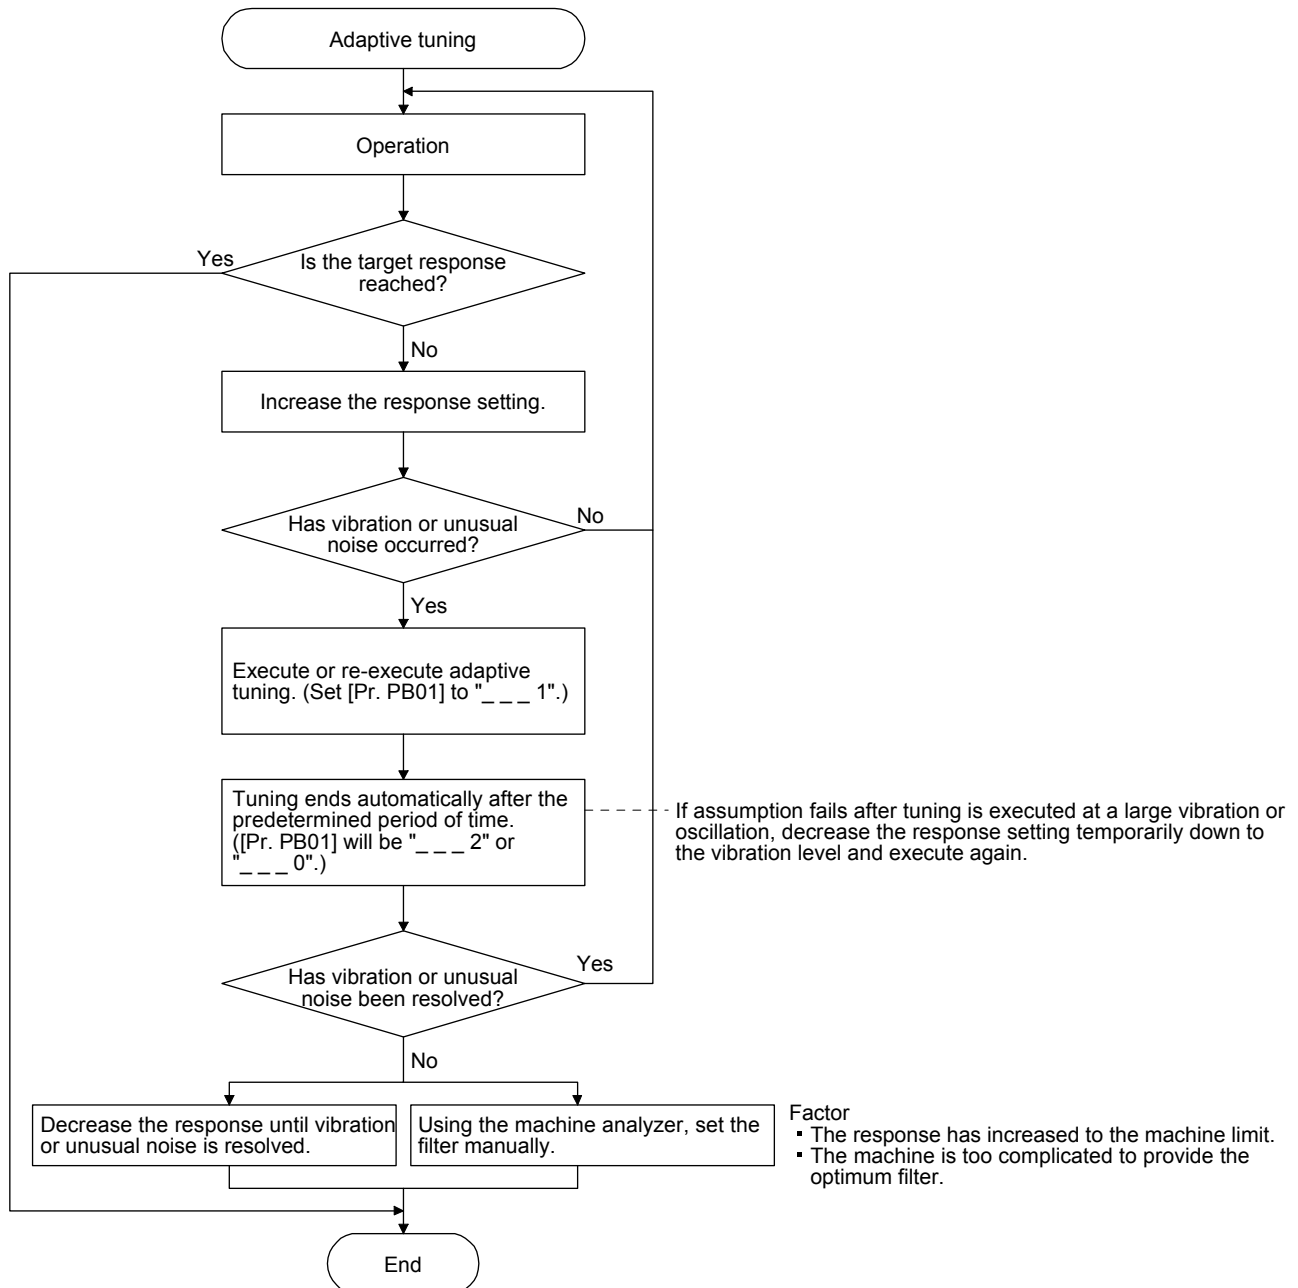 Adaptive tuning
Operation
Yes
Is the target response
reached?
No
Increase the response setting.
Has vibration or unusual
noise occurred?
No
Yes
Execute or re-execute adaptive
tuning. (Set [Pr. PB01] to "_ _ _ 1".)
Tuning ends automatically after the
predetermined period of time.
([Pr. PB01] will be "_ _ _ 2" or
"_ _ _ 0".)
If assumption fails after tuning is executed at a large vibration or
oscillation, decrease the response setting temporarily down to
the vibration level and execute again.
Has vibration or unusual
noise been resolved?
Yes
No
Decrease the response until vibration
or unusual noise is resolved.
Using the machine analyzer, set the
filter manually.
Factor
▪ The response has increased to the machine limit.
▪ The machine is too complicated to provide the
optimum filter.
End